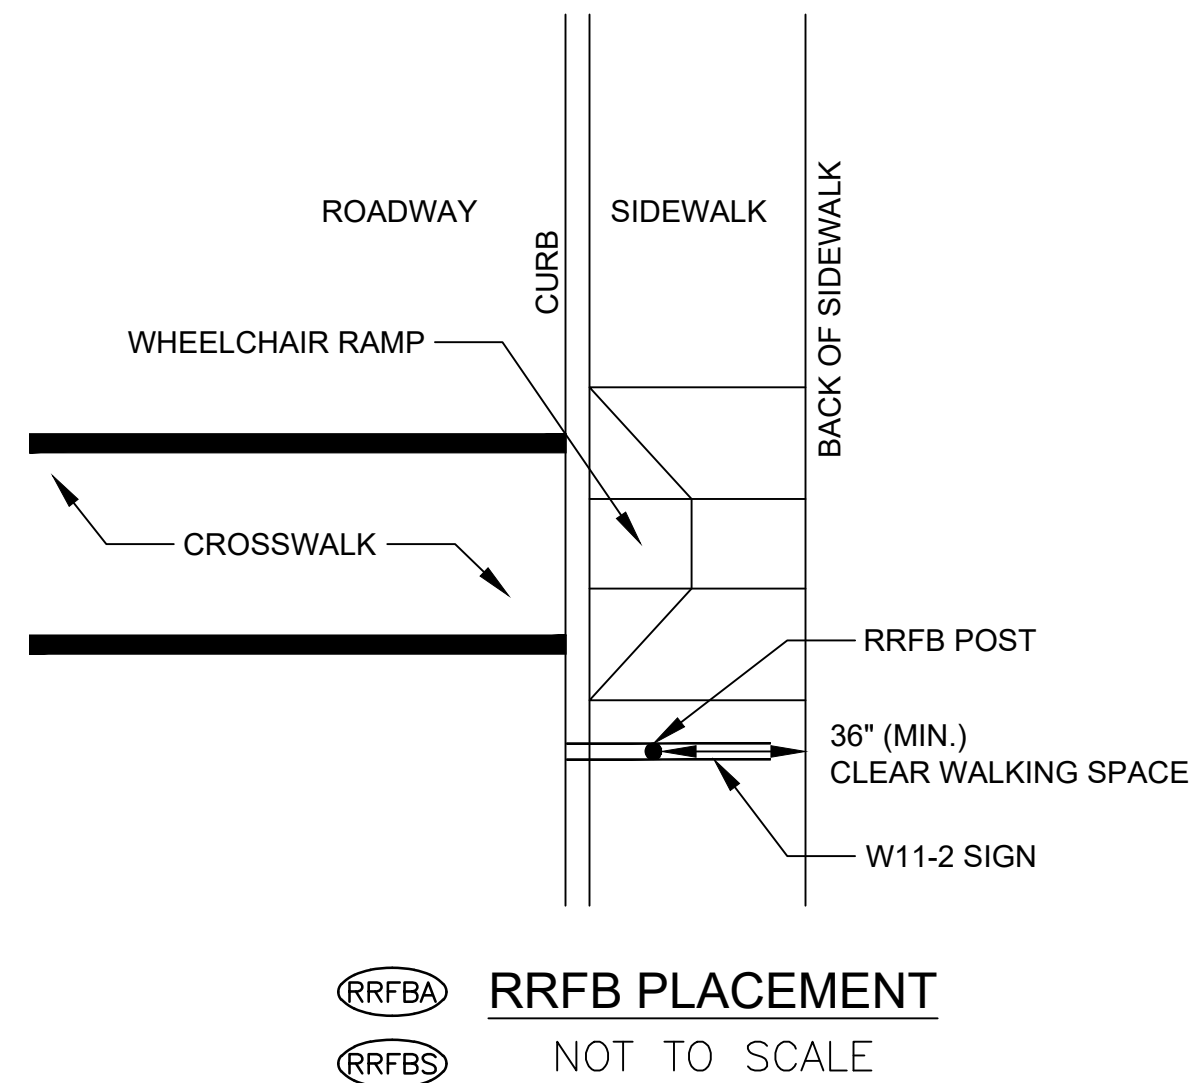 ROADWAY
SIDEWALK
CURB
BACK OF SIDEWALK
WHEELCHAIR RAMP
CROSSWALK
RRFB POST
36" (MIN.)
CLEAR WALKING SPACE
W11-2 SIGN
RRFBA
RRFB PLACEMENT
RRFBS
NOT TO SCALE